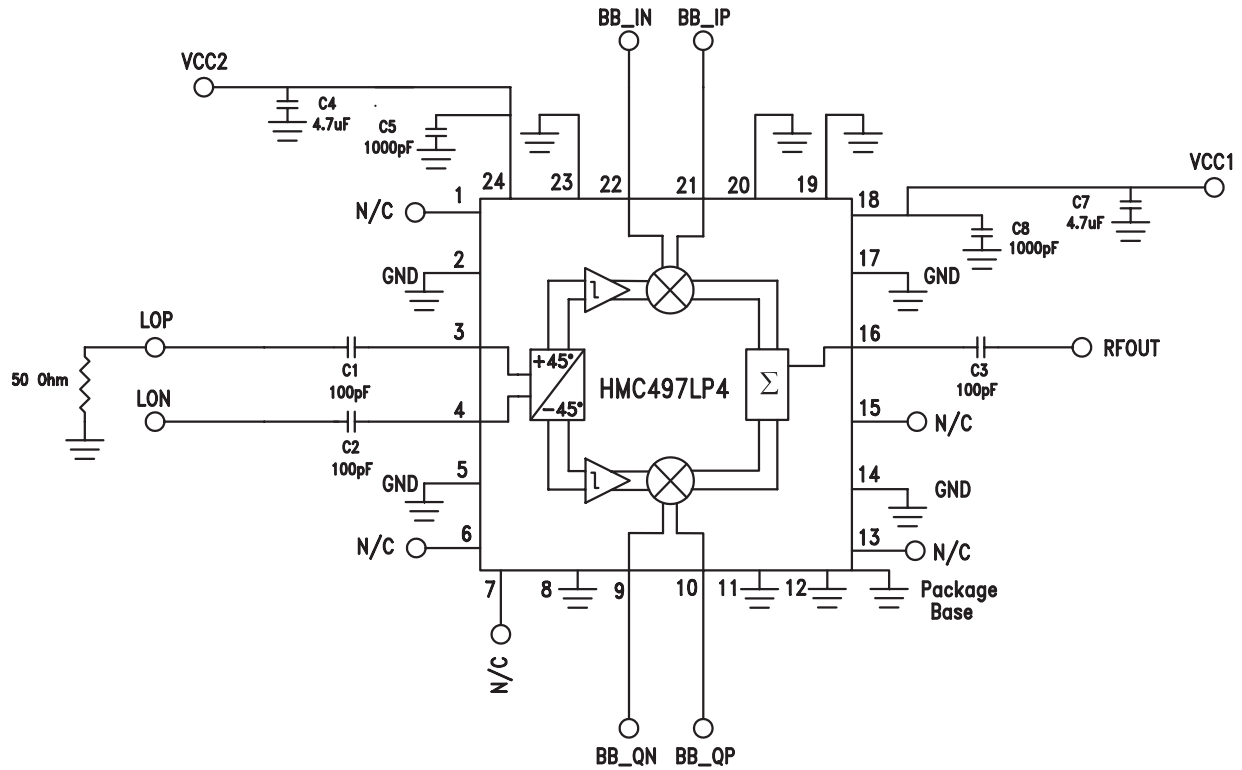 BB_IN
BB_IP
VCC2
C4
4.7uF
C5
1000pF
24
23
22
21
20
19
VCC1
1
N/C
18
C7
4.7uF
C8
1000pF
2
GND
17
GND
LOP
3
16
RFOUT
50 Ohm
C1
100pF
+45°
-45°
HMC497LP4
Σ
C3
100pF
LON
4
15
N/C
C2
100pF
5
GND
14
GND
6
N/C
13
N/C
7
8
9
10
11
12
Package
Base
N/C
BB_QN
BB_QP